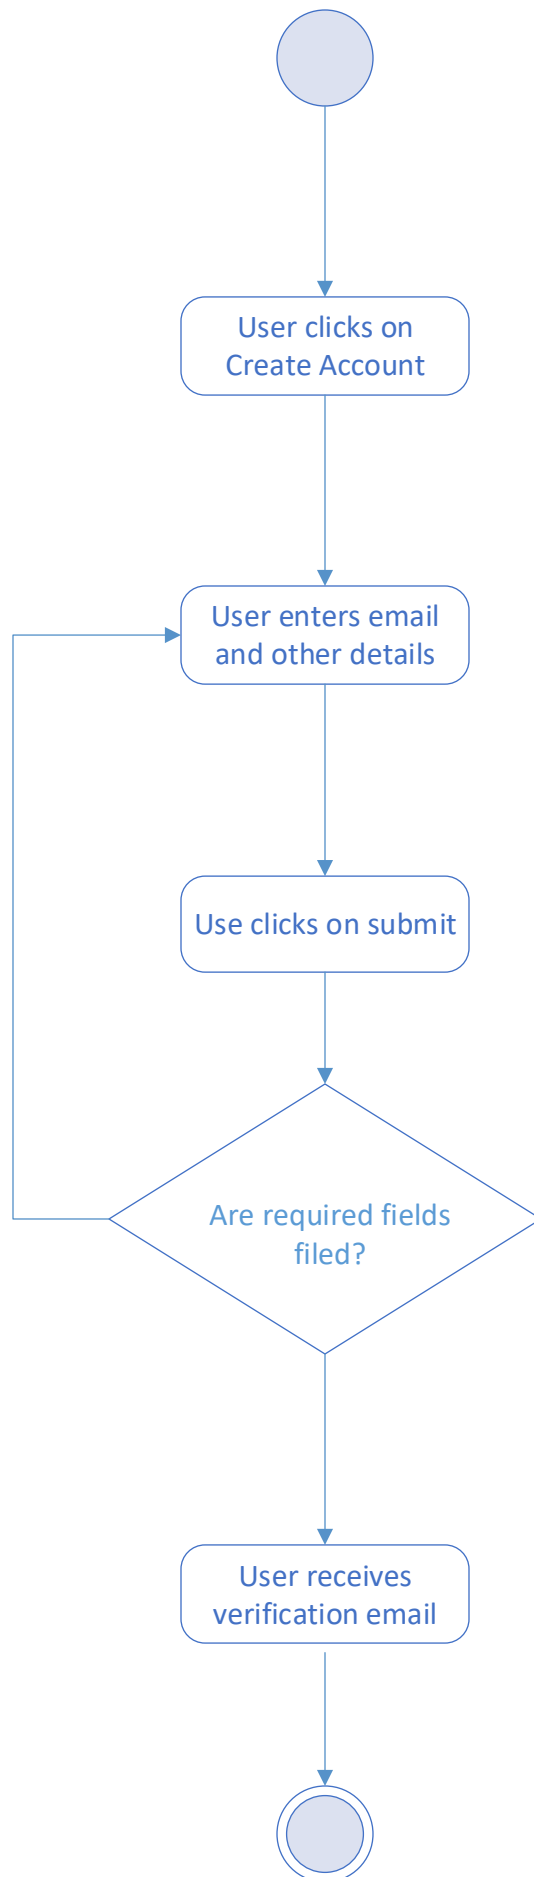 User clicks on
Create Account
User enters email
and other details
Use clicks on submit
Are required fields
filed?
User receives
verification email